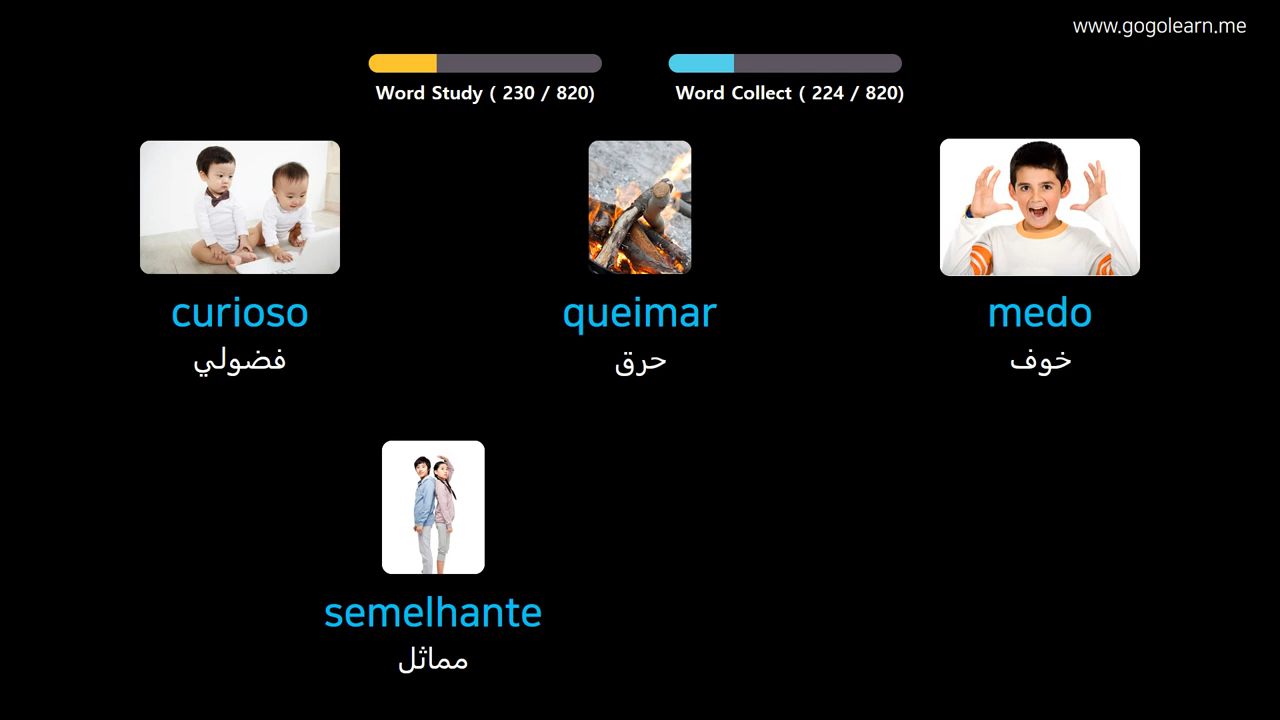 www.gogolearn.me
Word Study ( 230 / 820)
Word Collect ( 224 / 820)
curioso
فضولي
queimar
حرق
medo
خوف
semelhante
مماثل